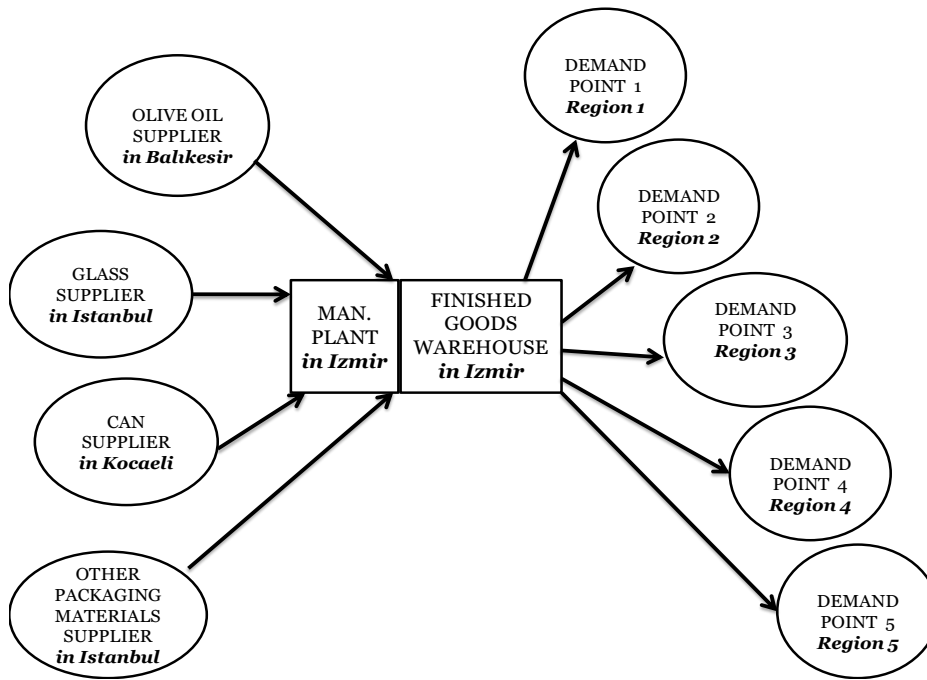 OLIVE OIL
SUPPLIER
in Balıkesir
GLASS
SUPPLIER
in Istanbul
CAN
SUPPLIER
in Kocaeli
OTHER
PACKAGING
MATERIALS
SUPPLIER
in Istanbul
MAN.
PLANT
in Izmir
FINISHED
GOODS
WAREHOUSE
in Izmir
DEMAND
POINT 1
Region 1
DEMAND
POINT 2
Region 2
DEMAND
POINT 3
Region 3
DEMAND
POINT 4
Region 4
DEMAND
POINT 5
Region 5